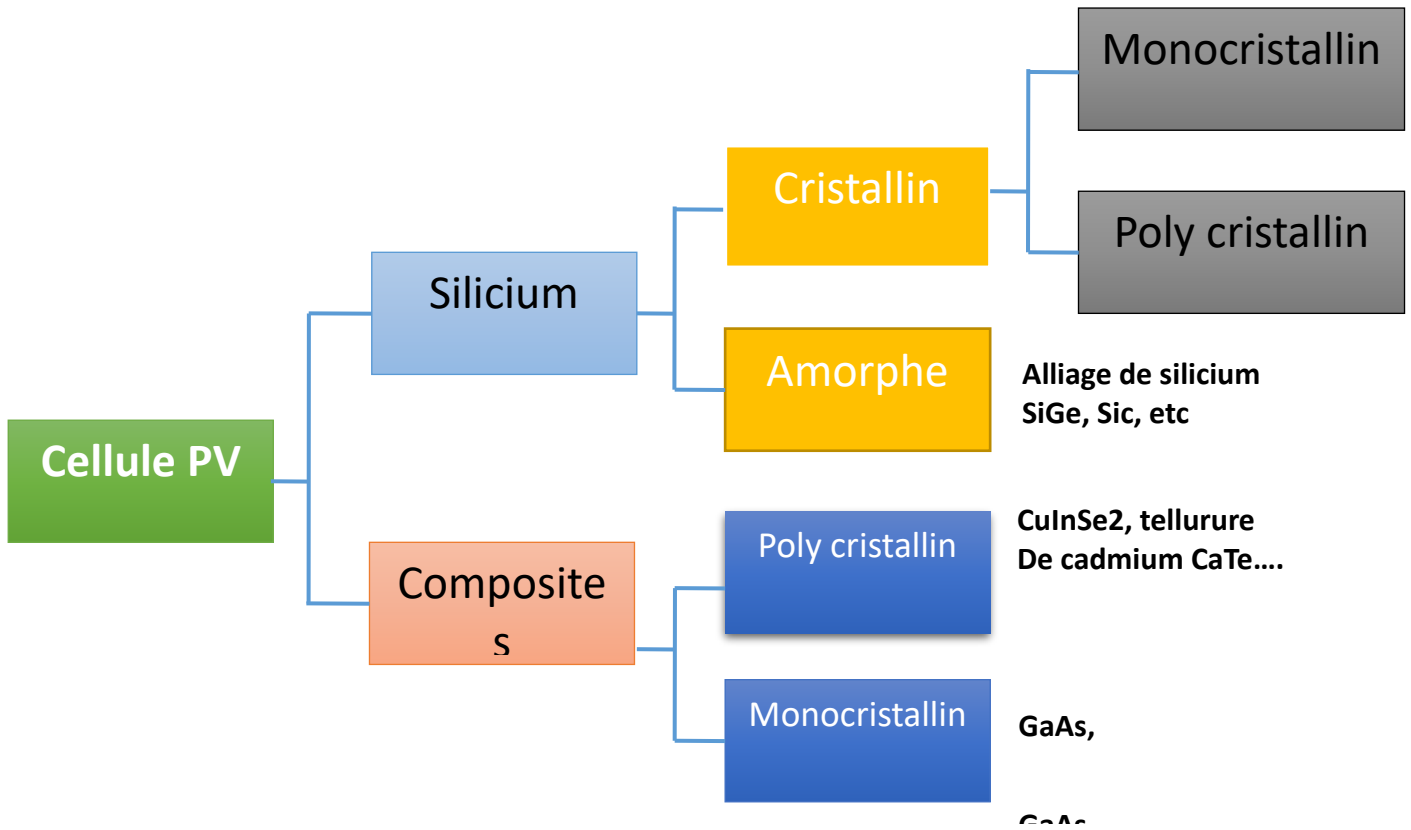 Monocristallin
Cristallin
Poly cristallin
Silicium
Amorphe
Alliage de silicium
SiGe, Sic, etc
Cellule PV
CuInSe2, tellurure
De cadmium CaTe....
Poly cristallin
Composite
s
Monocristallin
GaAs,
GaAs